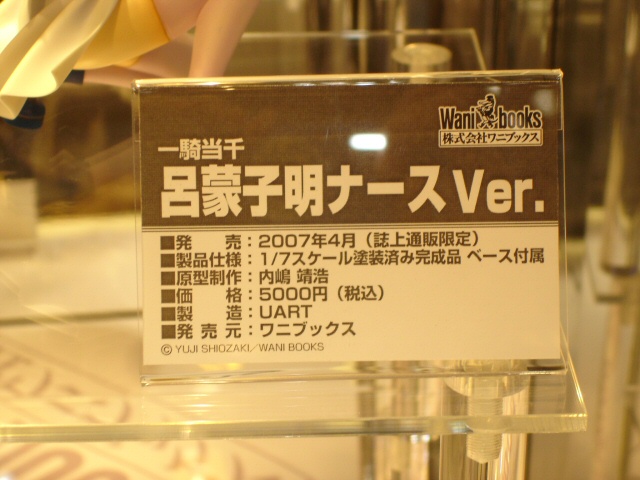 Wani books
株式会社ワニブックス
一騎当千
呂蒙子明ナースVer.
■発　売：2007年4月（誌上通販限定）
■製品仕様：1/7スケール塗装済み完成品 ベース付属
■原型制作：内嶋 靖浩
■価　格：5000円（税込）
■製　造：UART
■発 売 元：ワニブックス
© YUJI SHIOZAKI／WANI BOOKS